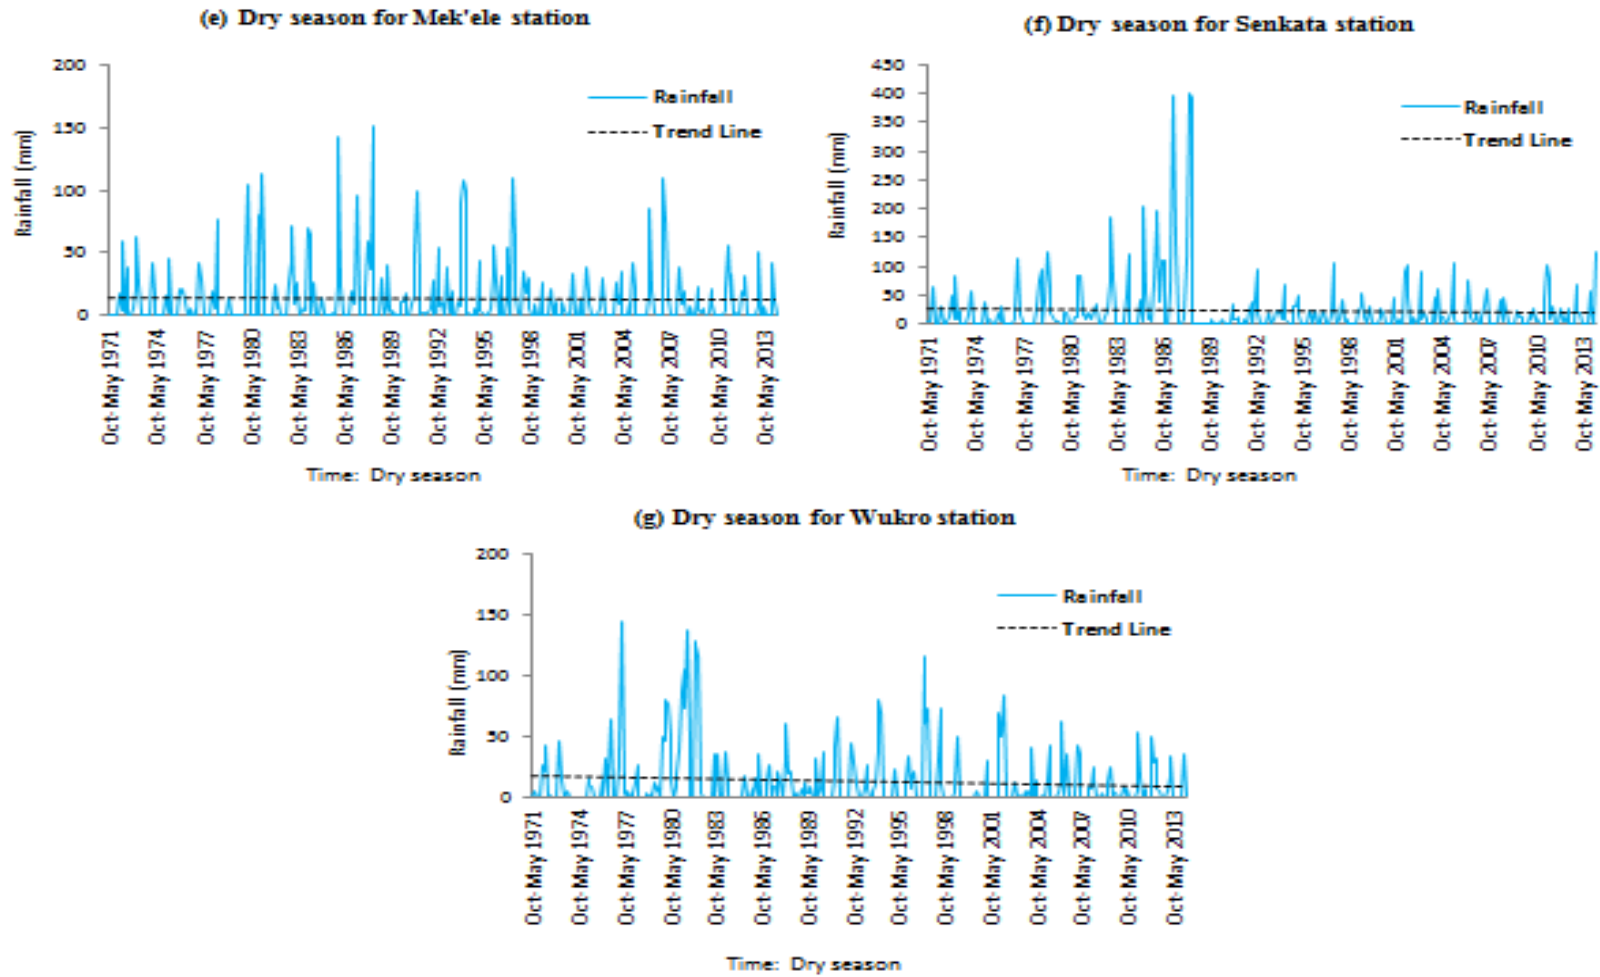 (e) Dry season for Mek'ele station
200
150
100
50
0
Rainfall (mm)
Rainfall
Trend Line
Oct-May 1971
Oct-May 1974
Oct-May 1977
Oct-May 1980
Oct-May 1983
Oct-May 1986
Oct-May 1989
Oct-May 1992
Oct-May 1995
Oct-May 1998
Oct-May 2001
Oct-May 2004
Oct-May 2007
Oct-May 2010
Oct-May 2013
Time: Dry season
(f) Dry season for Senkata station
450
400
350
300
250
200
150
100
50
0
Rainfall (mm)
Rainfall
Trend Line
Oct-May 1971
Oct-May 1974
Oct-May 1977
Oct-May 1980
Oct-May 1983
Oct-May 1986
Oct-May 1989
Oct-May 1992
Oct-May 1995
Oct-May 1998
Oct-May 2001
Oct-May 2004
Oct-May 2007
Oct-May 2010
Oct-May 2013
Time: Dry season
(g) Dry season for Wukro station
200
150
100
50
0
Rainfall (mm)
Rainfall
Trend Line
Oct-May 1971
Oct-May 1974
Oct-May 1977
Oct-May 1980
Oct-May 1983
Oct-May 1986
Oct-May 1989
Oct-May 1992
Oct-May 1995
Oct-May 1998
Oct-May 2001
Oct-May 2004
Oct-May 2007
Oct-May 2010
Oct-May 2013
Time: Dry season